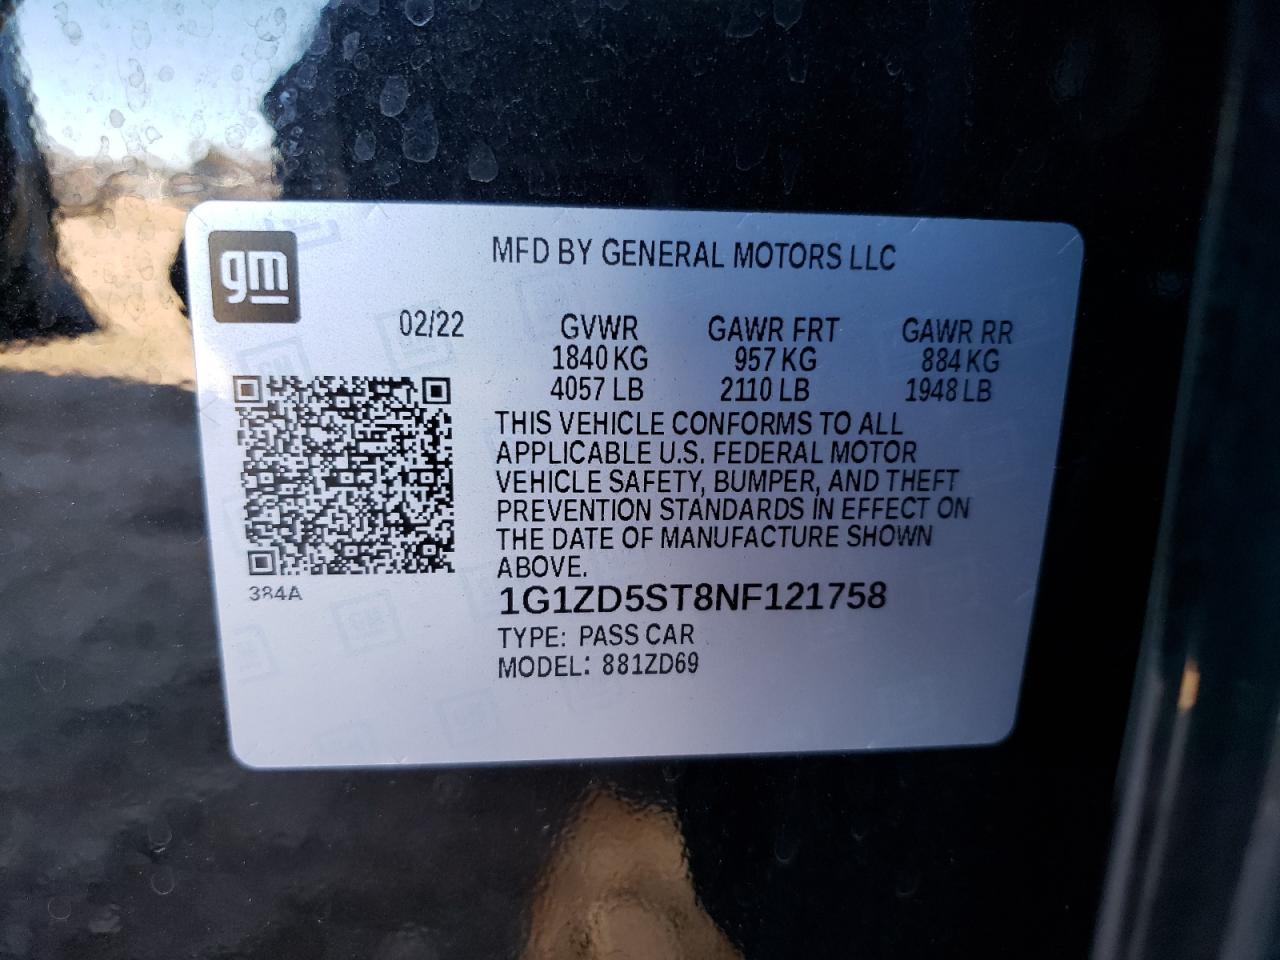 gm
MFD BY GENERAL MOTORS LLC
02/22 GVWR GAWR FRT GAWR RR
1840 KG 957 KG 884 KG
4057 LB 2110 LB 1948 LB
THIS VEHICLE CONFORMS TO ALL
APPLICABLE U.S. FEDERAL MOTOR
VEHICLE SAFETY, BUMPER, AND THEFT
PREVENTION STANDARDS IN EFFECT ON
THE DATE OF MANUFACTURE SHOWN
ABOVE.
384A
1G1ZD5ST8NF121758
TYPE: PASS CAR
MODEL: 881ZD69